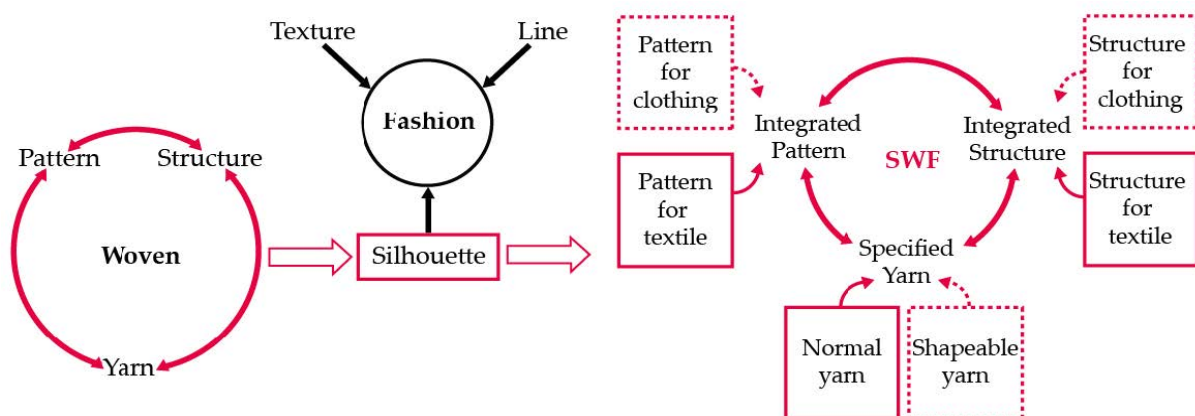 Texture
Line
Fashion
Pattern
Structure
Woven
Yarn
Silhouette
Pattern
for
clothing
Structure
for
clothing
Integrated
Pattern
SWF
Integrated
Structure
Pattern
for
textile
Structure
for
textile
Specified
Yarn
Normal
yarn
Shapeable
yarn